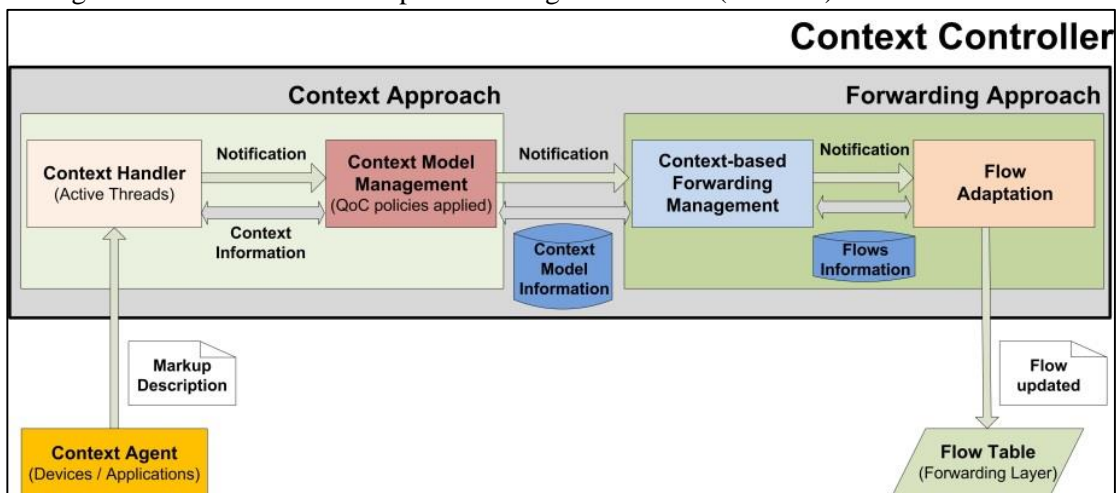 Context Controller
Context Approach
Forwarding Approach
Context Handler
(Active Threads)
Notification
Context
Information
Context Model
Management
(QoC policies applied)
Notification
Context
Model
Information
Context-based
Forwarding
Management
Notification
Flows
Information
Flow
Adaptation
Markup
Description
Flow
updated
Context Agent
(Devices / Applications)
Flow Table
(Forwarding Layer)